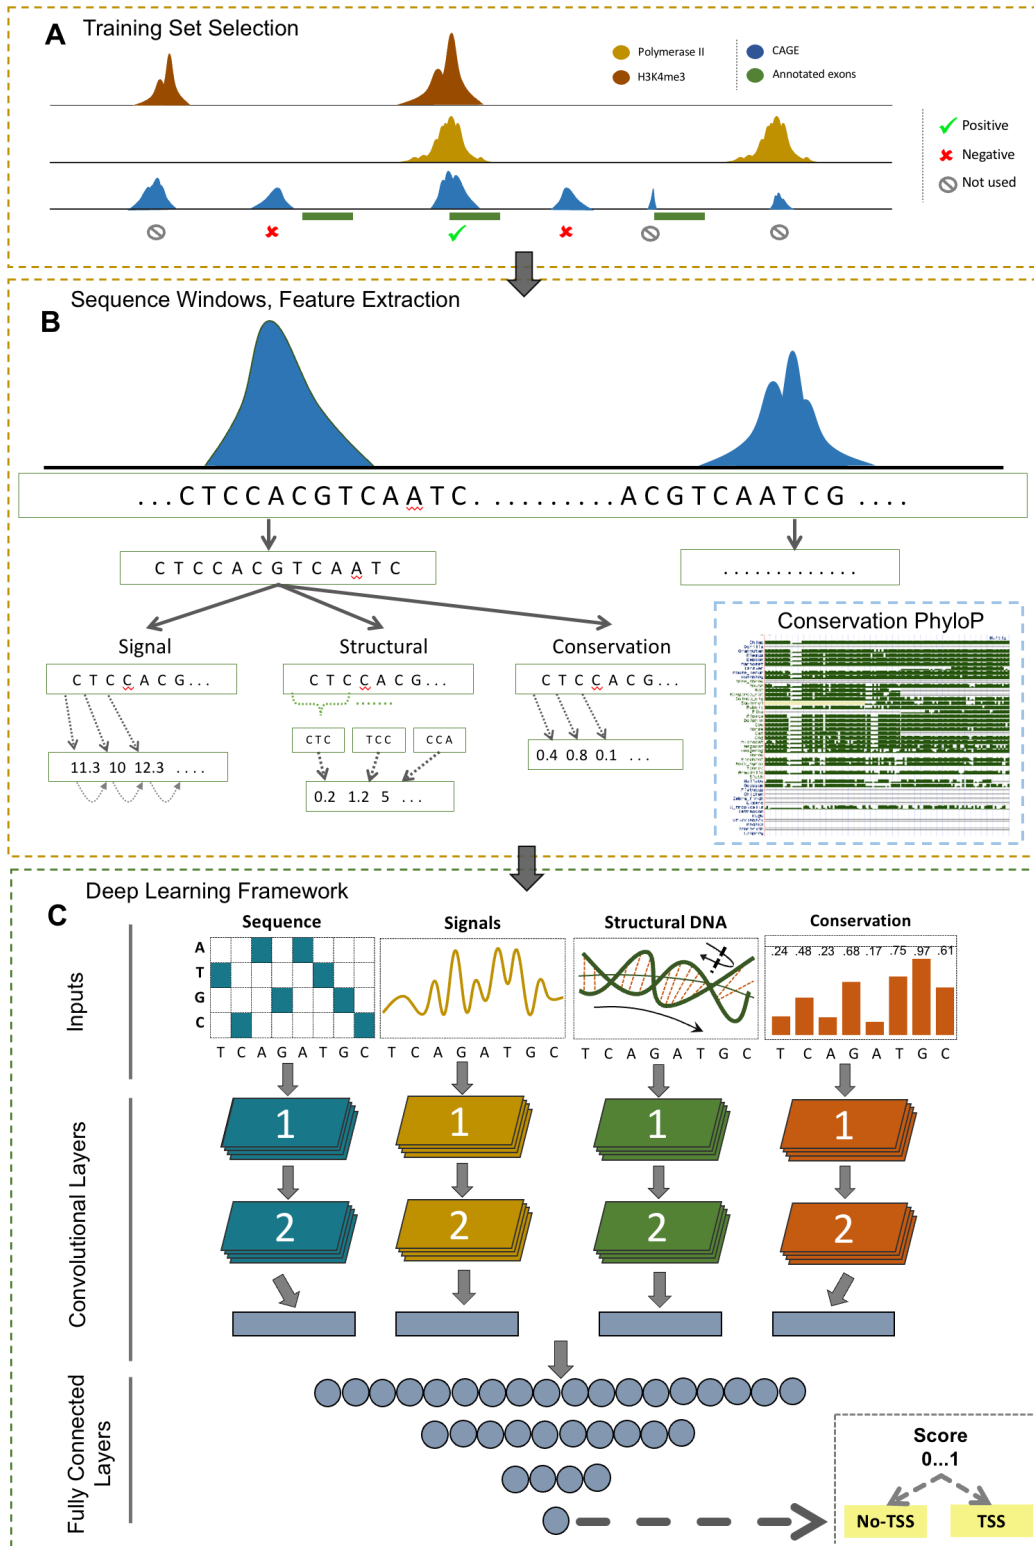 A Training Set Selection
Polymerase II
CAGE
H3K4me3
Annotated exons
Positive
Negative
Not used
Sequence Windows, Feature Extraction
B
...CTCCACGTCAATC..........ACGTCAATCG ....
CTCCACGTCAATC
.............
Signal
Structural
Conservation
Conservation PhyloP
CTCCACG...
CTCCACG...
CTCCACG...
CTC
TCC
CCA
11.3 10 12.3 ....
0.2 1.2 5 ...
0.4 0.8 0.1 ...
Deep Learning Framework
C
Inputs
Sequence
Signals
Structural DNA
Conservation
A
T
G
C
.24 .48 .23 .68 .17 .75 .97 .61
T C A G A T G C
T C A G A T G C
T C A G A T G C
T C A G A T G C
Convolutional Layers
1
1
1
1
2
2
2
2
Fully Connected
Layers
Score
0...1
No-TSS
TSS